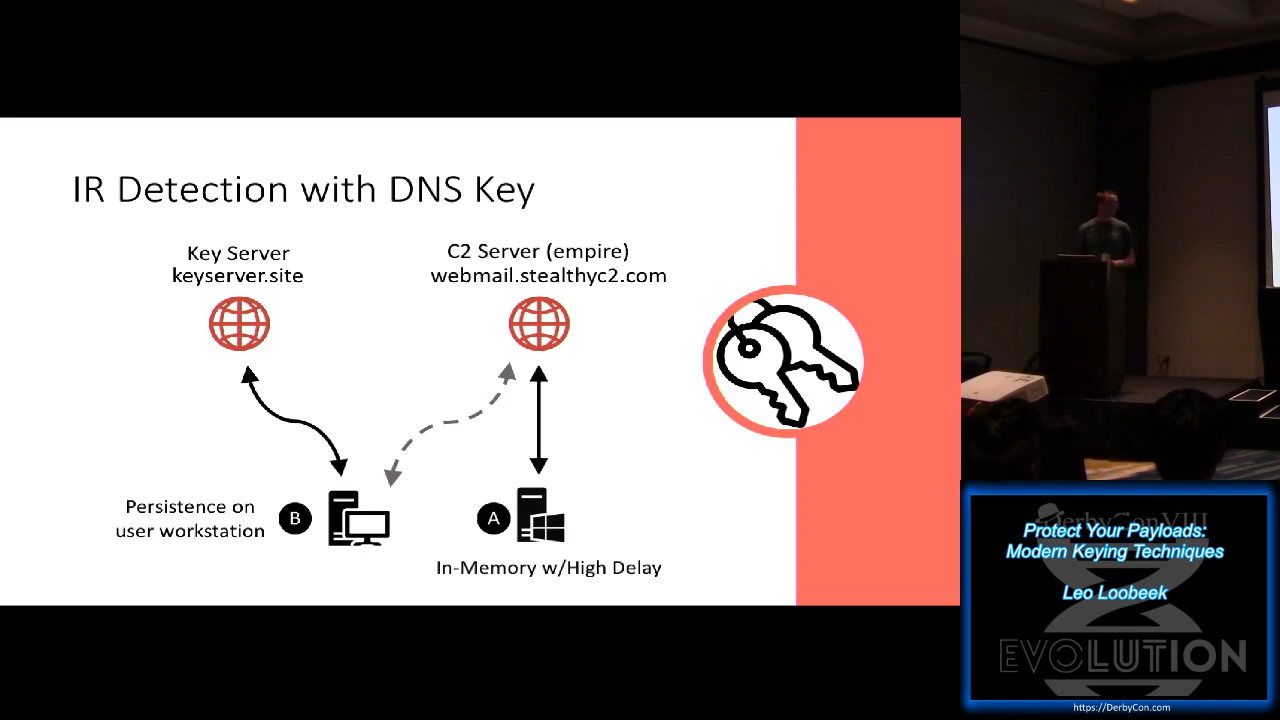 IR Detection with DNS Key
Key Server
keyserver.site
C2 Server (empire)
webmail.stealthyc2.com
Persistence on
user workstation
B
A
In-Memory w/High Delay
DerbyCon VIII
Protect Your Payloads:
Modern Keying Techniques
Leo Loobeek
EVOLUTION
https://DerbyCon.com